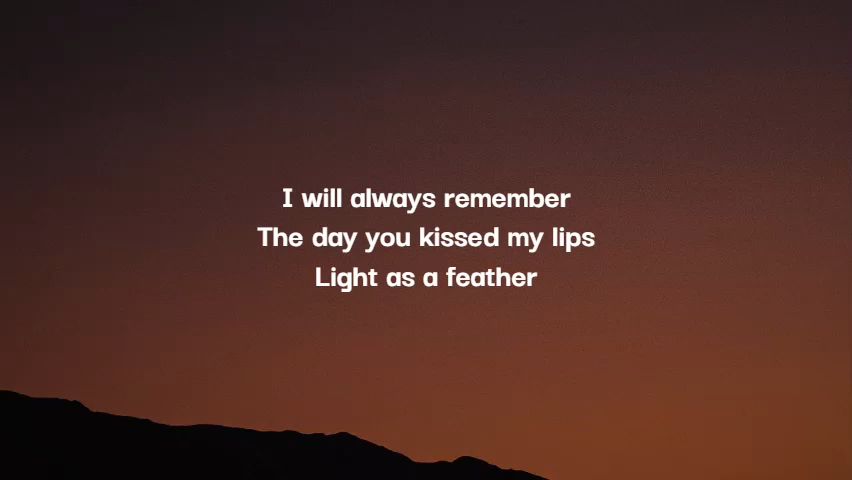 I will always remember
The day you kissed my lips
Light as a feather